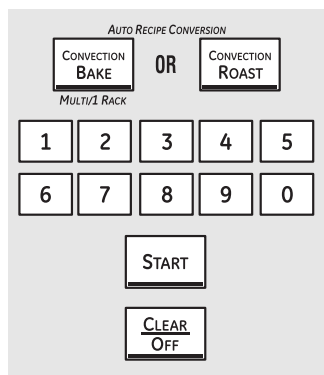 AUTO RECIPE CONVERSION
CONVECTION
BAKE
OR
CONVECTION
ROAST
MULTI/1 RACK
1 2 3 4 5
6 7 8 9 0
START
CLEAR
OFF